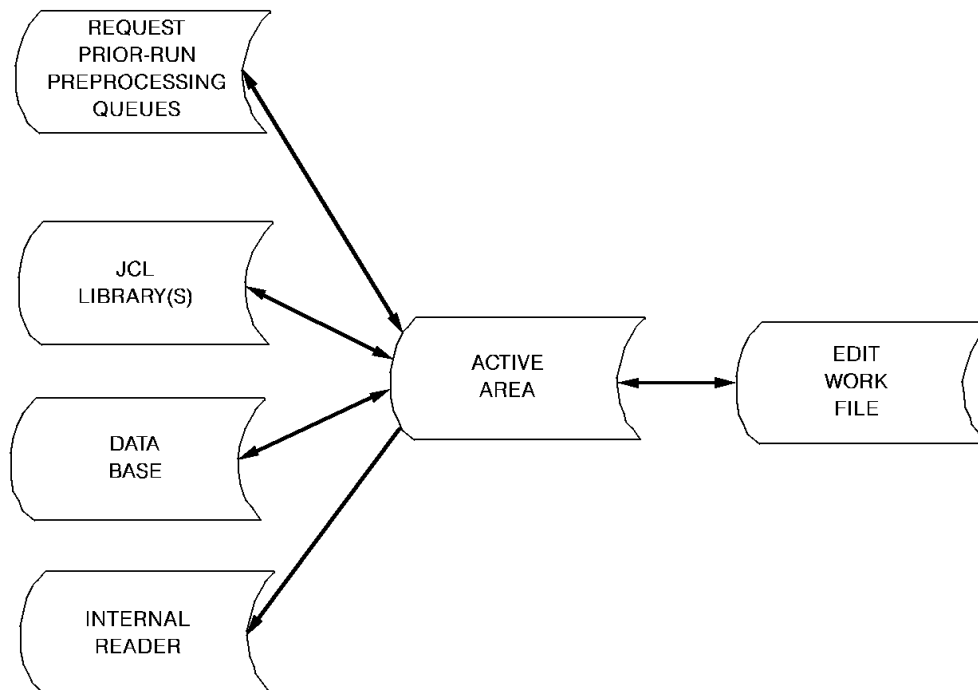 REQUEST
PRIOR-RUN
PREPROCESSING
QUEUES
JCL
LIBRARY(S)
ACTIVE
AREA
EDIT
WORK
FILE
DATA
BASE
INTERNAL
READER